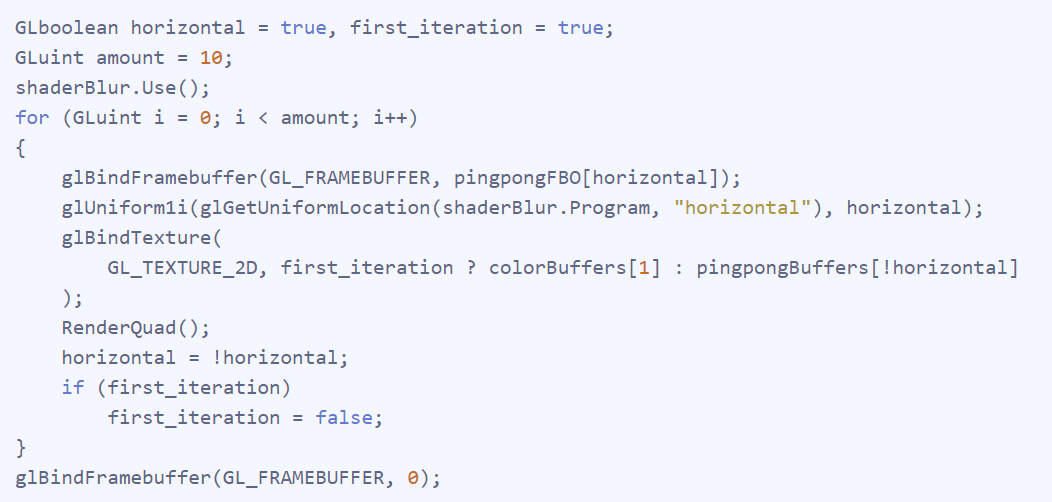 GLboolean horizontal = true, first_iteration = true;
GLuint amount = 10;
shaderBlur.Use();
for (GLuint i = 0; i < amount; i++)
{
    glBindFramebuffer(GL_FRAMEBUFFER, pingpongFBO[horizontal]);
    glUniform1i(glGetUniformLocation(shaderBlur.Program, "horizontal"), horizontal);
    glBindTexture(
        GL_TEXTURE_2D, first_iteration ? colorBuffers[1] : pingpongBuffers[!horizontal]
    );
    RenderQuad();
    horizontal = !horizontal;
    if (first_iteration)
        first_iteration = false;
}
glBindFramebuffer(GL_FRAMEBUFFER, 0);